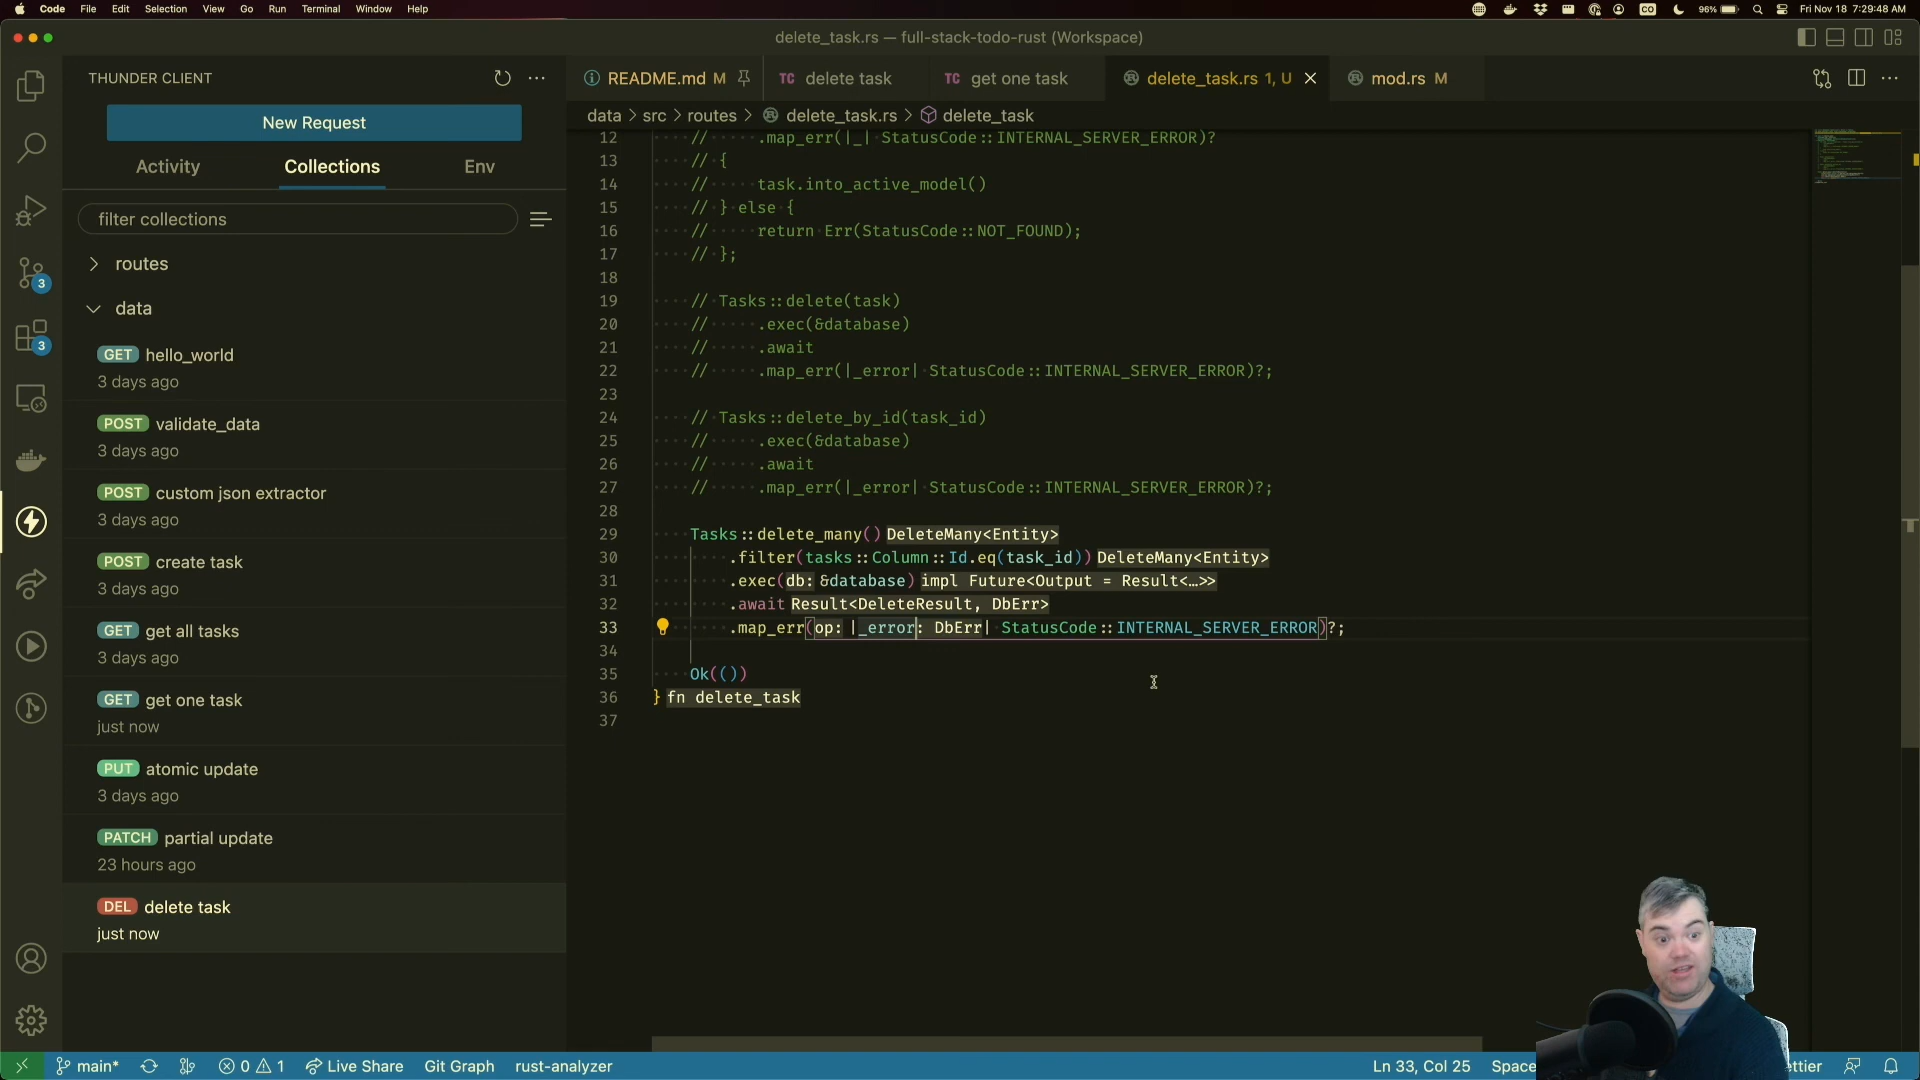 Code File Edit Selection View Go Run Terminal Window Help
CO 96% Fri Nov 18 7:29:48 AM
delete_task.rs — full-stack-todo-rust (Workspace)
THUNDER CLIENT
New Request
Activity Collections Env
filter collections
routes
data
GET hello_world
3 days ago
POST validate_data
3 days ago
POST custom json extractor
3 days ago
POST create task
3 days ago
GET get all tasks
3 days ago
GET get one task
just now
PUT atomic update
3 days ago
PATCH partial update
23 hours ago
DEL delete task
just now
3
3
README.md M TC delete task TC get one task delete_task.rs 1, U mod.rs M
data > src > routes > delete_task.rs > delete_task
12 // .map_err(|_| StatusCode::INTERNAL_SERVER_ERROR)?
13 // {
14 // task.into_active_model()
15 // } else {
16 // return Err(StatusCode::NOT_FOUND);
17 // };
18
19 // Tasks::delete(task)
20 // .exec(&database)
21 // .await
22 // .map_err(|_error| StatusCode::INTERNAL_SERVER_ERROR)?;
23
24 // Tasks::delete_by_id(task_id)
25 // .exec(&database)
26 // .await
27 // .map_err(|_error| StatusCode::INTERNAL_SERVER_ERROR)?;
28
29 Tasks::delete_many() DeleteMany<Entity>
30 .filter(tasks::Column::Id.eq(task_id)) DeleteMany<Entity>
31 .exec(db: &database) impl Future<Output = Result<…>>
32 .await Result<DeleteResult, DbErr>
33 .map_err(op: |_error: DbErr| StatusCode::INTERNAL_SERVER_ERROR)?;
34
35 Ok(())
36 } fn delete_task
37
main* 0 1 Live Share Git Graph rust-analyzer Ln 33, Col 25